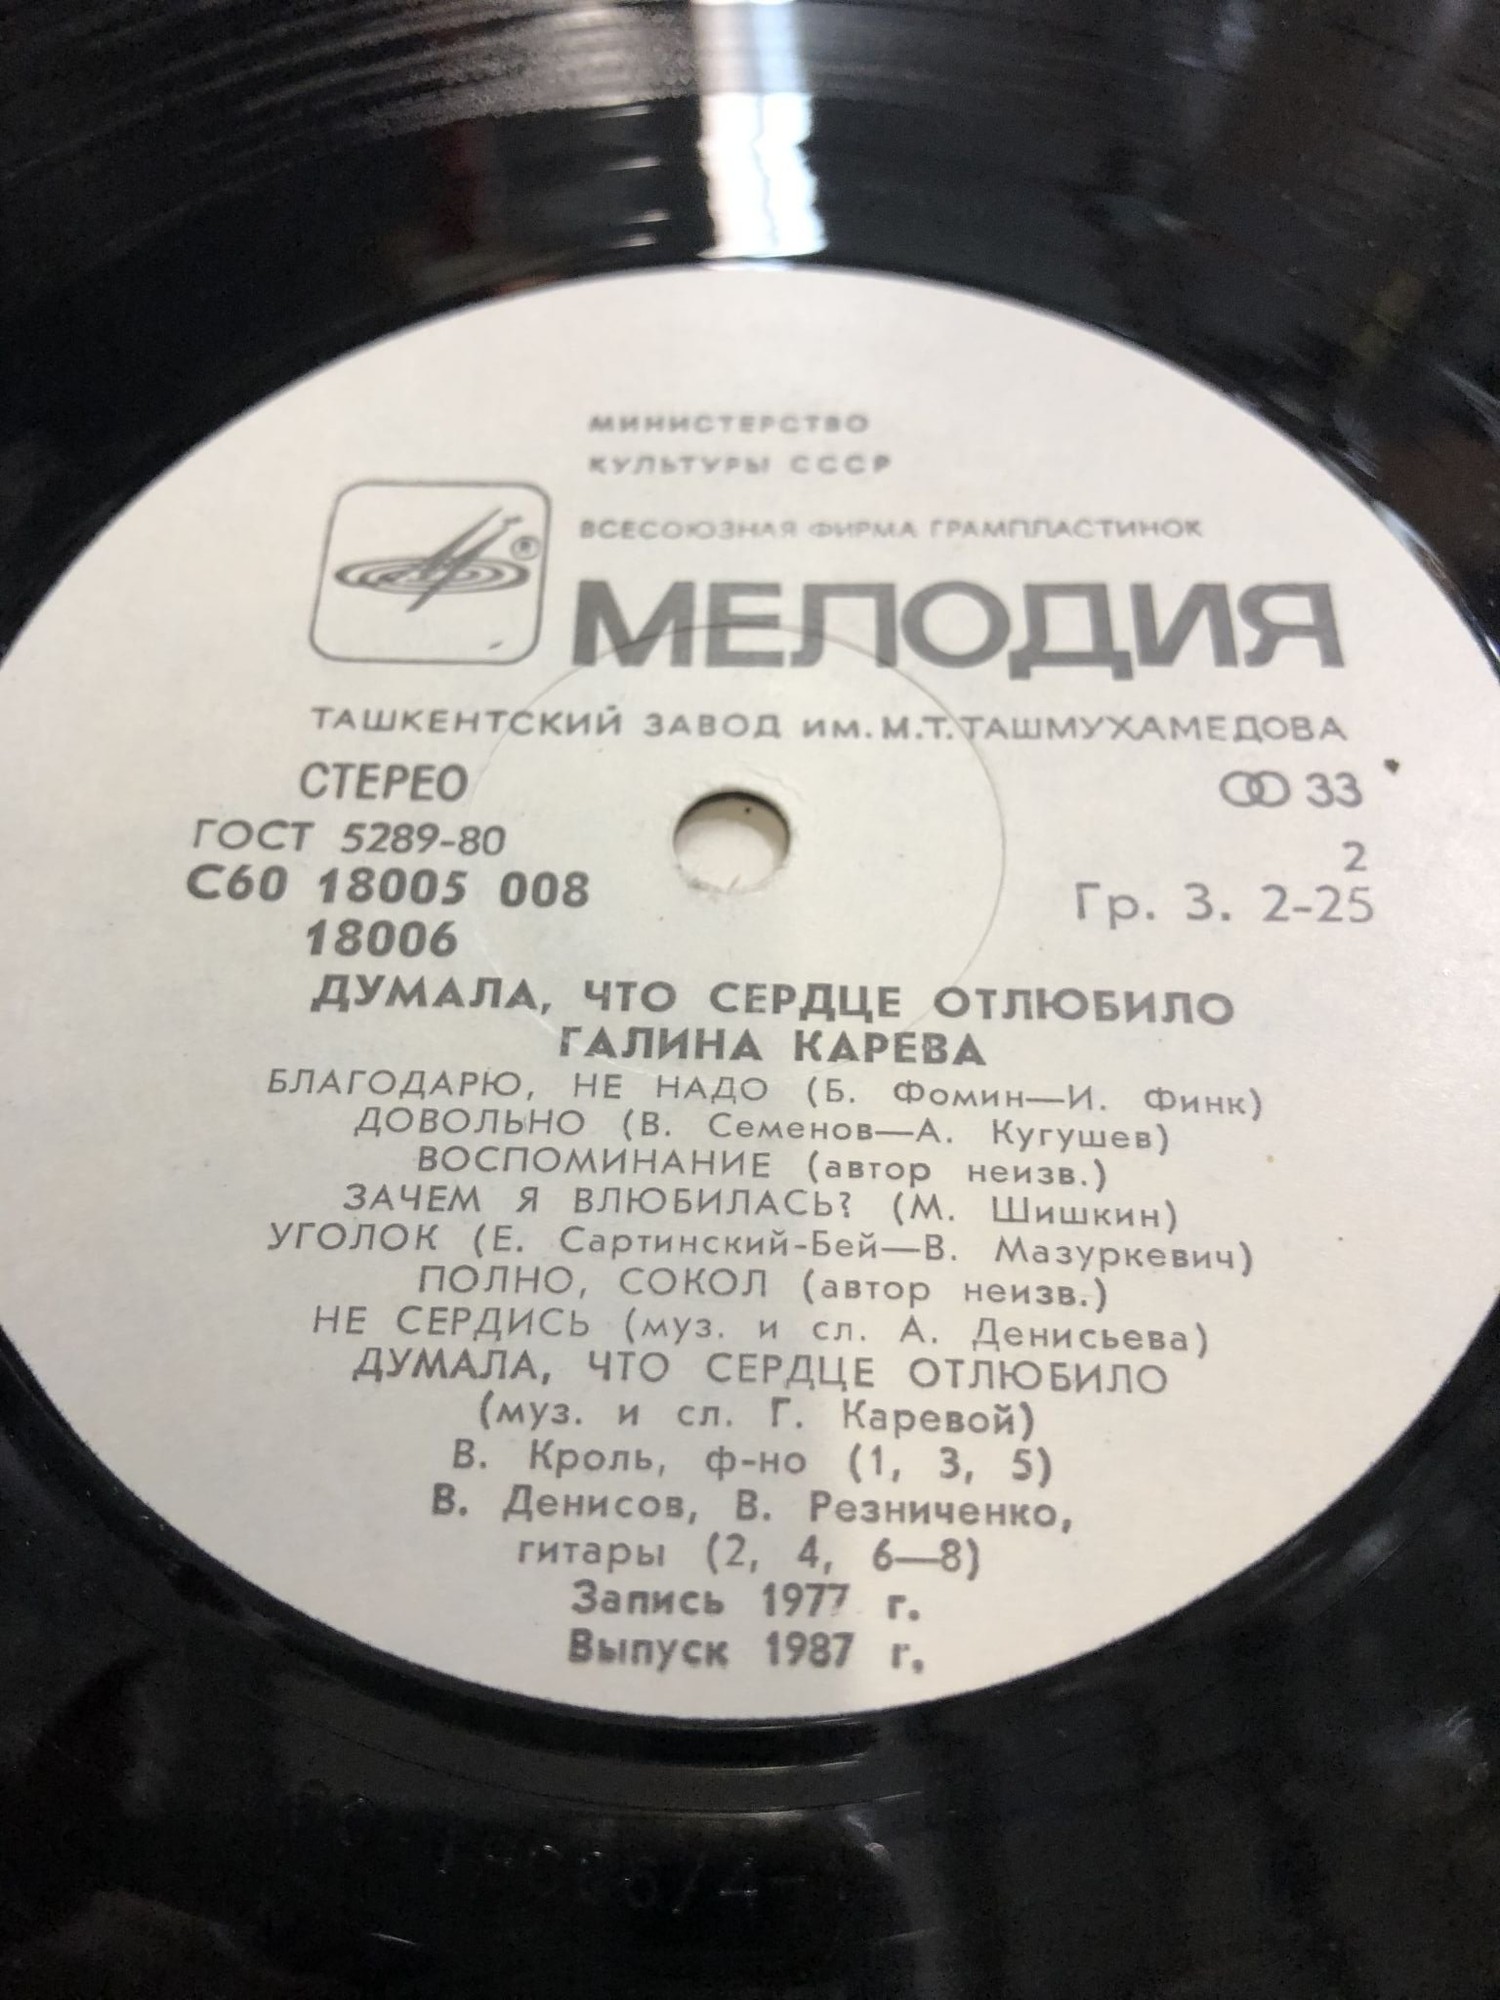 МИНИСТЕРСТВО
КУЛЬТУРЫ СССР
ВСЕСОЮЗНАЯ ФИРМА ГРАМПЛАСТИНОК
®
МЕЛОДИЯ
ТАШКЕНТСКИЙ ЗАВОД им. М.Т. ТАШМУХАМЕДОВА
СТЕРЕО
33
ГОСТ 5289-80
2
С60 18005 008
Гр. 3. 2-25
18006
ДУМАЛА, ЧТО СЕРДЦЕ ОТЛЮБИЛО
ГАЛИНА КАРЕВА
БЛАГОДАРЮ, НЕ НАДО (Б. Фомин—И. Финк)
ДОВОЛЬНО (В. Семенов—А. Кугушев)
ВОСПОМИНАНИЕ (автор неизв.)
ЗАЧЕМ Я ВЛЮБИЛАСЬ? (М. Шишкин)
УГОЛОК (Е. Сартинский-Бей—В. Мазуркевич)
ПОЛНО, СОКОЛ (автор неизв.)
НЕ СЕРДИСЬ (муз. и сл. А. Денисьева)
ДУМАЛА, ЧТО СЕРДЦЕ ОТЛЮБИЛО
(муз. и сл. Г. Каревой)
В. Кроль, ф-но (1, 3, 5)
В. Денисов, В. Резниченко,
гитары (2, 4, 6—8)
Запись 1977 г.
Выпуск 1987 г.